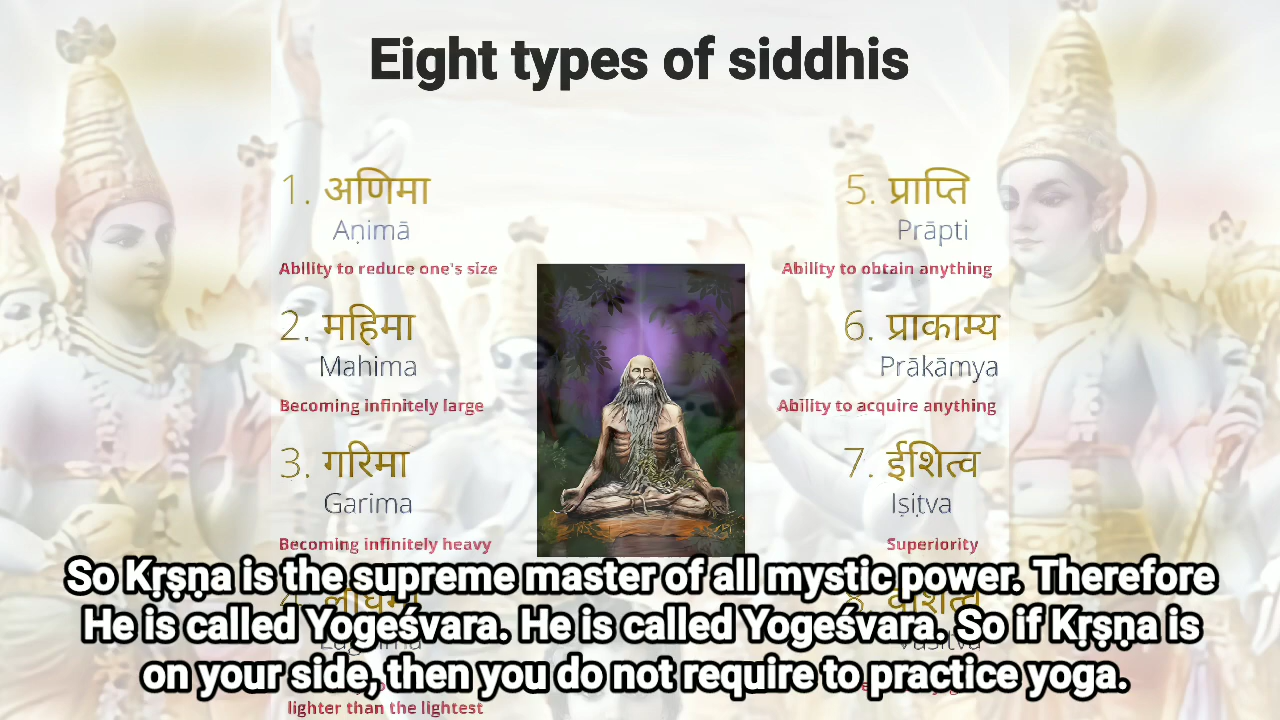 Eight types of siddhis
1. अणिमा
Aṇimā
Ability to reduce one's size
2. महिमा
Mahima
Becoming infinitely large
3. गरिमा
Garima
Becoming infinitely heavy
lighter than the lightest
5. प्राप्ति
Prāpti
Ability to obtain anything
6. प्राकाम्य
Prākāmya
Ability to acquire anything
7. ईशित्व
Iṣiṭva
Superiority
So Kṛṣṇa is the supreme master of all mystic power. Therefore
He is called Yogeśvara. He is called Yogeśvara. So if Kṛṣṇa is
on your side, then you do not require to practice yoga.